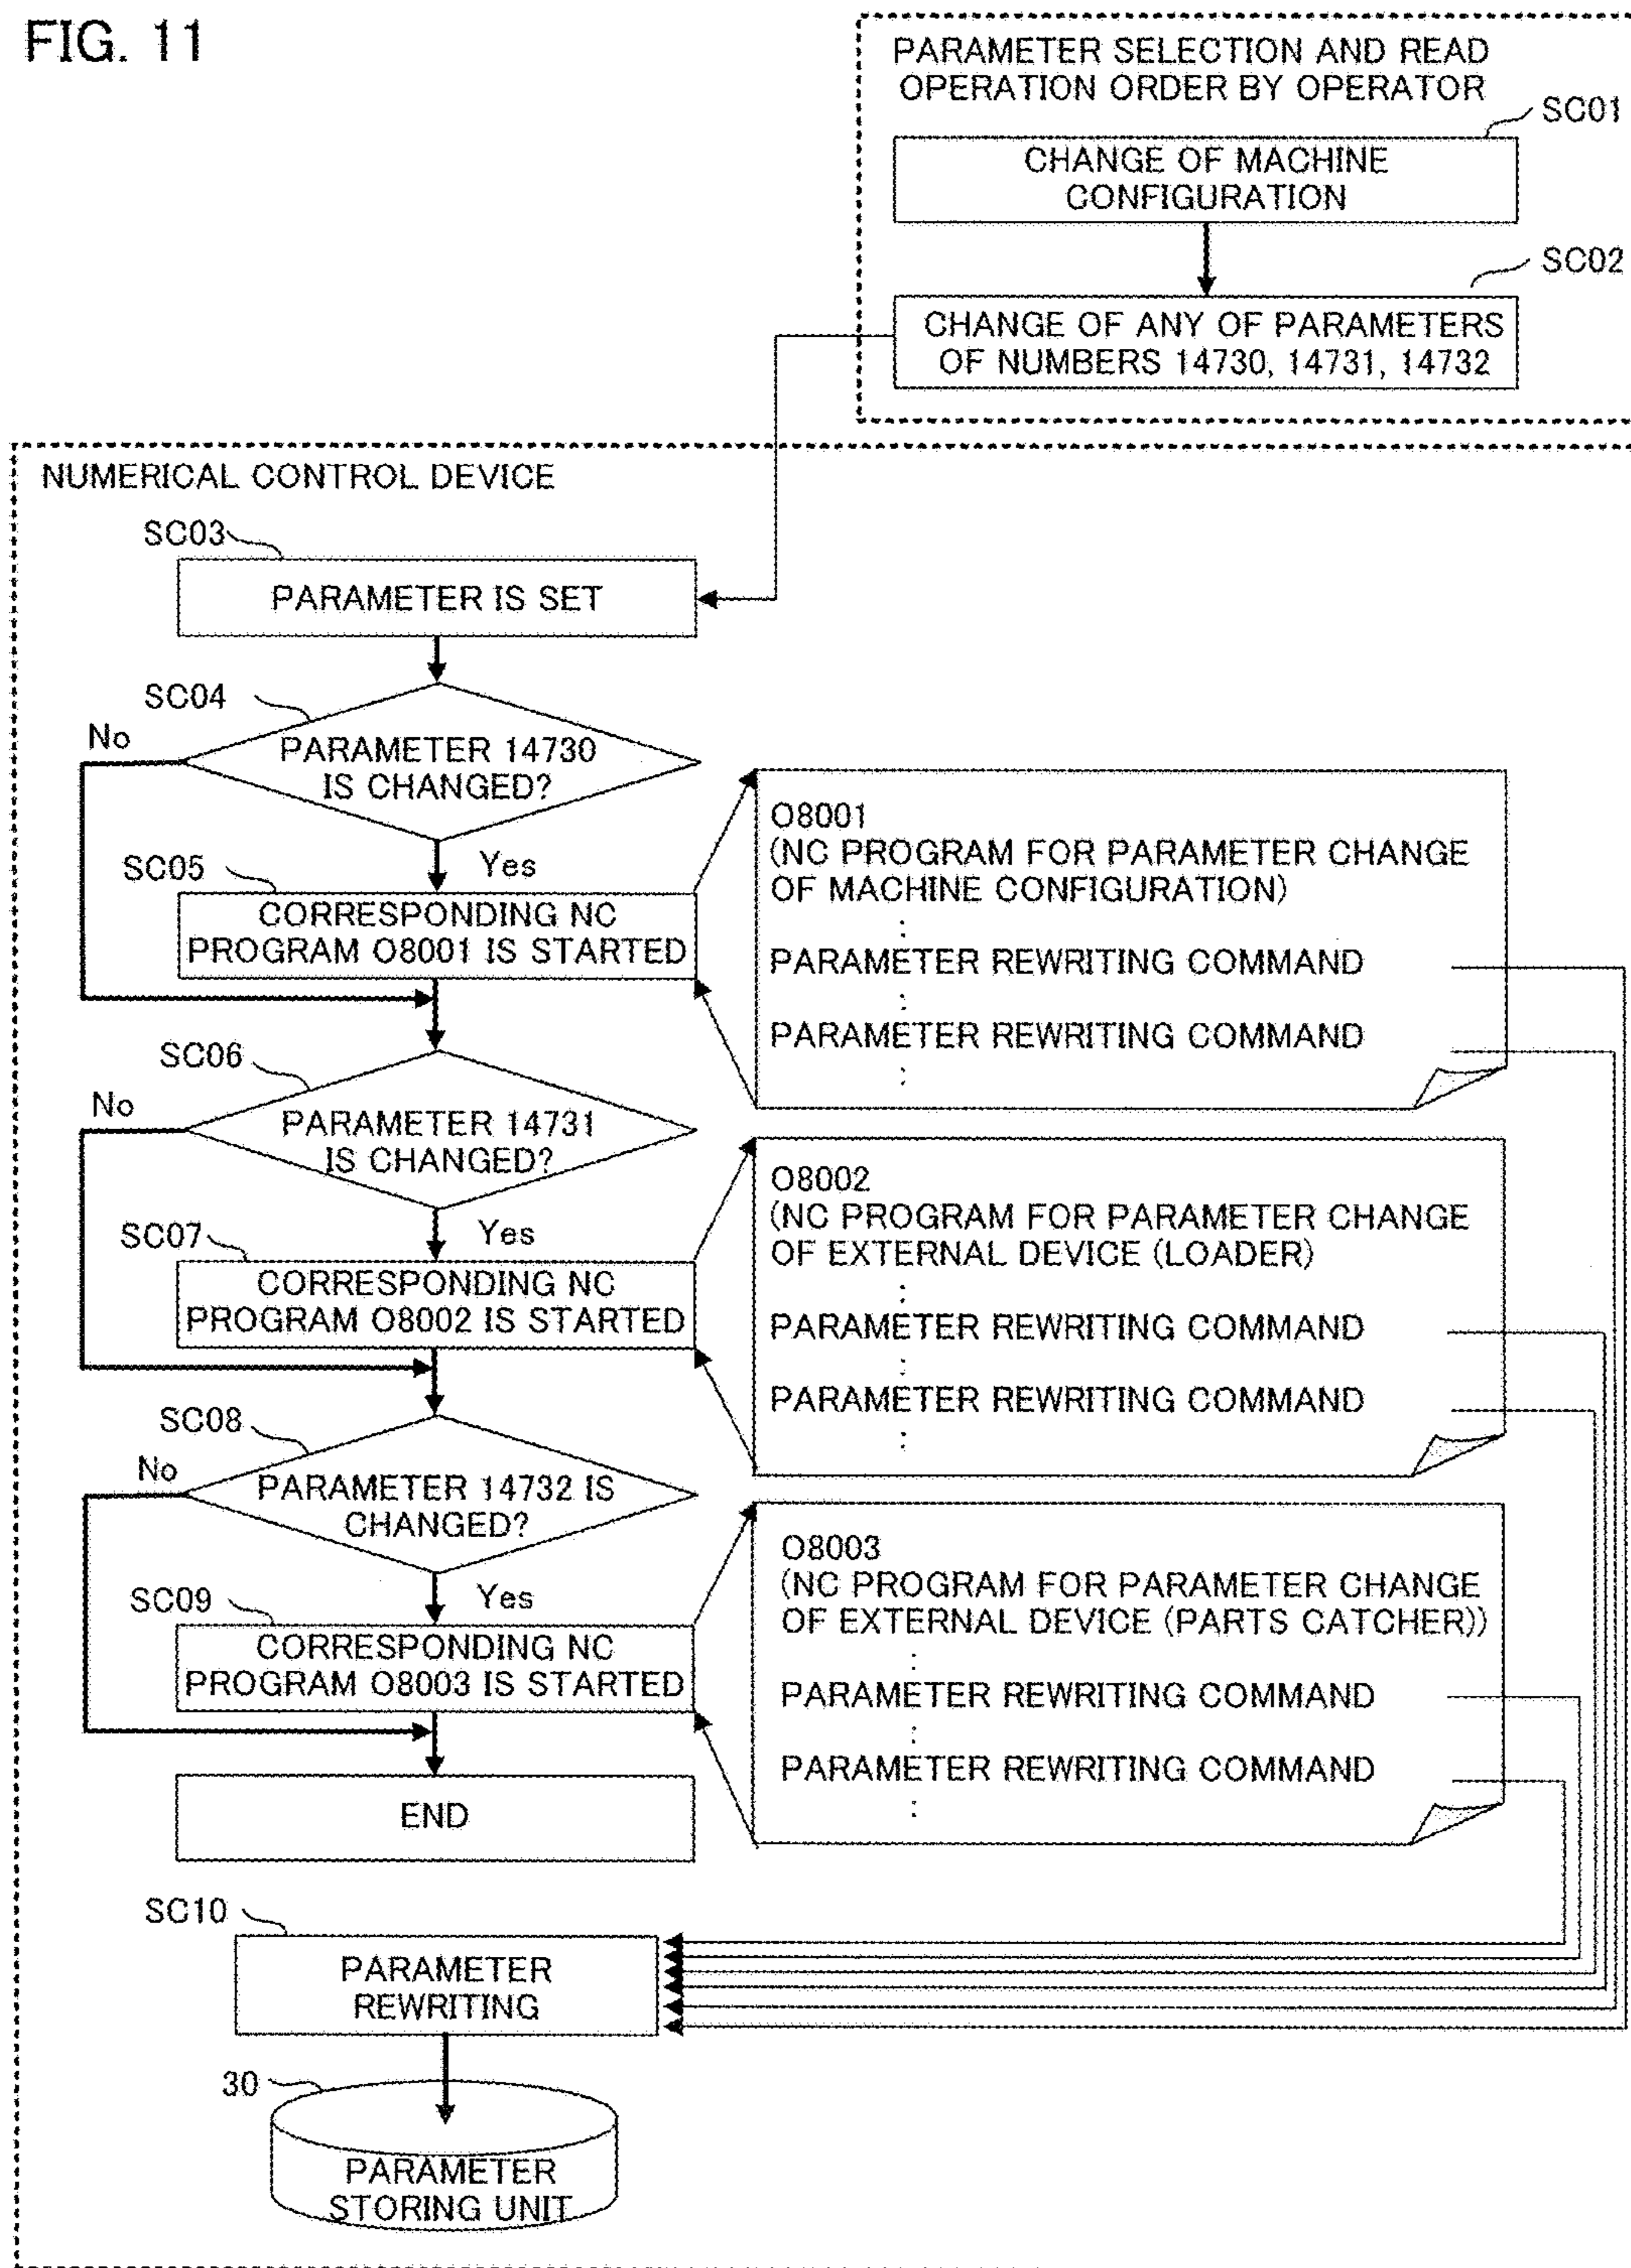 FIG. 11
PARAMETER SELECTION AND READ
OPERATION ORDER BY OPERATOR
SC01
CHANGE OF MACHINE
CONFIGURATION
SC02
CHANGE OF ANY OF PARAMETERS
OF NUMBERS 14730, 14731, 14732
NUMERICAL CONTROL DEVICE
SC03
PARAMETER IS SET
SC04
No
PARAMETER 14730
IS CHANGED?
Yes
SC05
CORRESPONDING NC
PROGRAM O8001 IS STARTED
O8001
(NC PROGRAM FOR PARAMETER CHANGE
OF MACHINE CONFIGURATION)
PARAMETER REWRITING COMMAND
PARAMETER REWRITING COMMAND
SC06
No
PARAMETER 14731
IS CHANGED?
Yes
SC07
CORRESPONDING NC
PROGRAM O8002 IS STARTED
O8002
(NC PROGRAM FOR PARAMETER CHANGE
OF EXTERNAL DEVICE (LOADER)
PARAMETER REWRITING COMMAND
PARAMETER REWRITING COMMAND
SC08
No
PARAMETER 14732 IS
CHANGED?
Yes
SC09
CORRESPONDING NC
PROGRAM O8003 IS STARTED
O8003
(NC PROGRAM FOR PARAMETER CHANGE
OF EXTERNAL DEVICE (PARTS CATCHER))
PARAMETER REWRITING COMMAND
PARAMETER REWRITING COMMAND
END
SC10
PARAMETER
REWRITING
30
PARAMETER
STORING UNIT